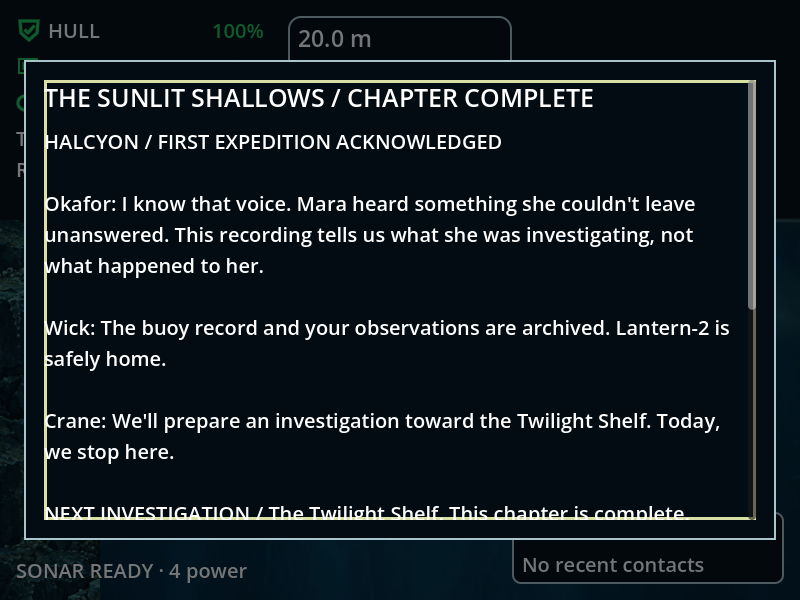 HULL 100%
20.0 m
THE SUNLIT SHALLOWS / CHAPTER COMPLETE
HALCYON / FIRST EXPEDITION ACKNOWLEDGED
Okafor: I know that voice. Mara heard something she couldn't leave
unanswered. This recording tells us what she was investigating, not
what happened to her.
Wick: The buoy record and your observations are archived. Lantern-2 is
safely home.
Crane: We'll prepare an investigation toward the Twilight Shelf. Today,
we stop here.
NEXT INVESTIGATION / The Twilight Shelf. This chapter is complete.
No recent contacts
SONAR READY · 4 power